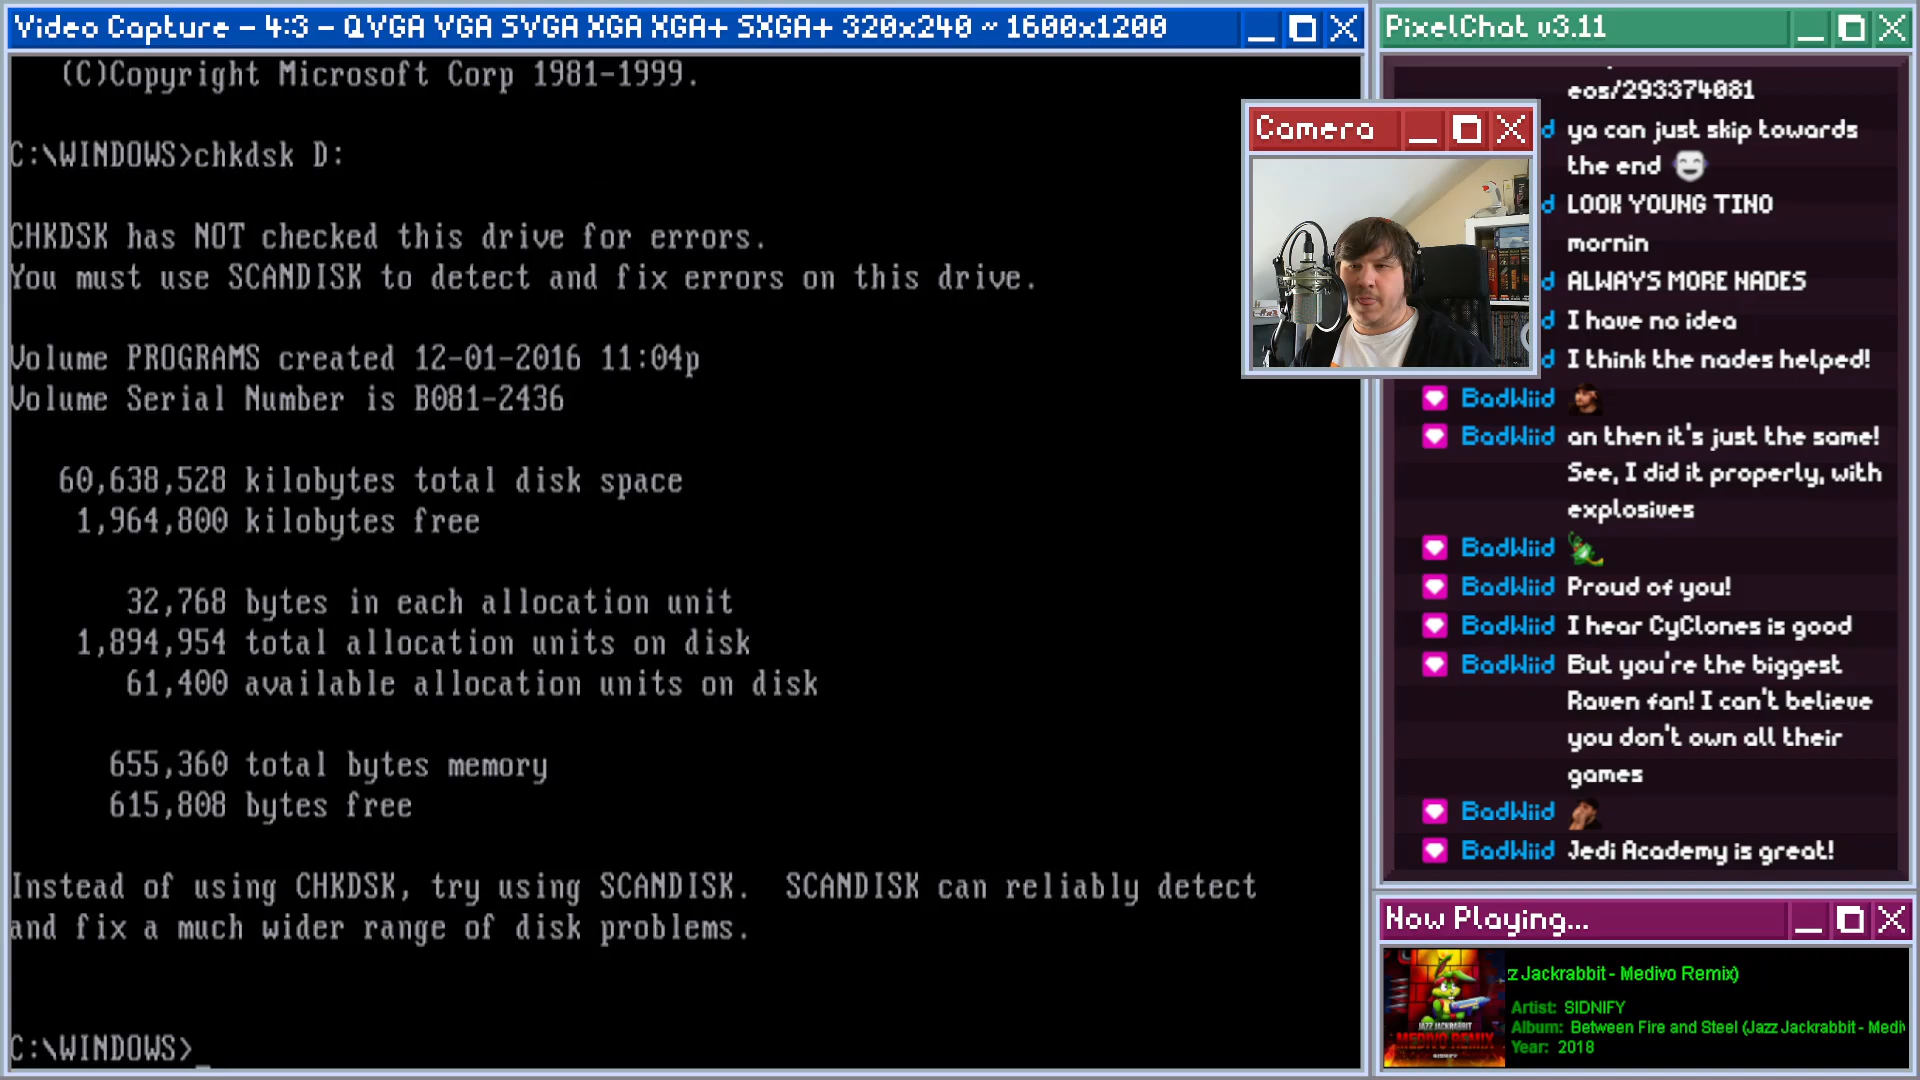 Video Capture - 4:3 - QVGA VGA SVGA XGA XGA+ SXGA+ 320x240 ~ 1600x1200
(C)Copyright Microsoft Corp 1981-1999.
C:\WINDOWS>chkdsk D:
CHKDSK has NOT checked this drive for errors.
You must use SCANDISK to detect and fix errors on this drive.
Volume PROGRAMS created 12-01-2016 11:04p
Volume Serial Number is B081-2436
60,638,528 kilobytes total disk space
1,964,800 kilobytes free
32,768 bytes in each allocation unit
1,894,954 total allocation units on disk
61,400 available allocation units on disk
655,360 total bytes memory
615,808 bytes free
Instead of using CHKDSK, try using SCANDISK.  SCANDISK can reliably detect
and fix a much wider range of disk problems.
C:\WINDOWS>_
Camera
PixelChat v3.11
eos/293374081
d ya can just skip towards
the end
d LOOK YOUNG TINO
mornin
d ALWAYS MORE NADES
d I have no idea
d I think the nades helped!
BadWiid
BadWiid an then it's just the same!
See, I did it properly, with
explosives
BadWiid
BadWiid Proud of you!
BadWiid I hear CyClones is good
BadWiid But you're the biggest
Raven fan! I can't believe
you don't own all their
games
BadWiid
BadWiid Jedi Academy is great!
Now Playing...
z Jackrabbit - Medivo Remix)
Artist: SIDNIFY
Album: Between Fire and Steel (Jazz Jackrabbit - Medi
Year: 2018
JAZZ JACKRABBIT
MEDIVO REMIX
SIDNIFY